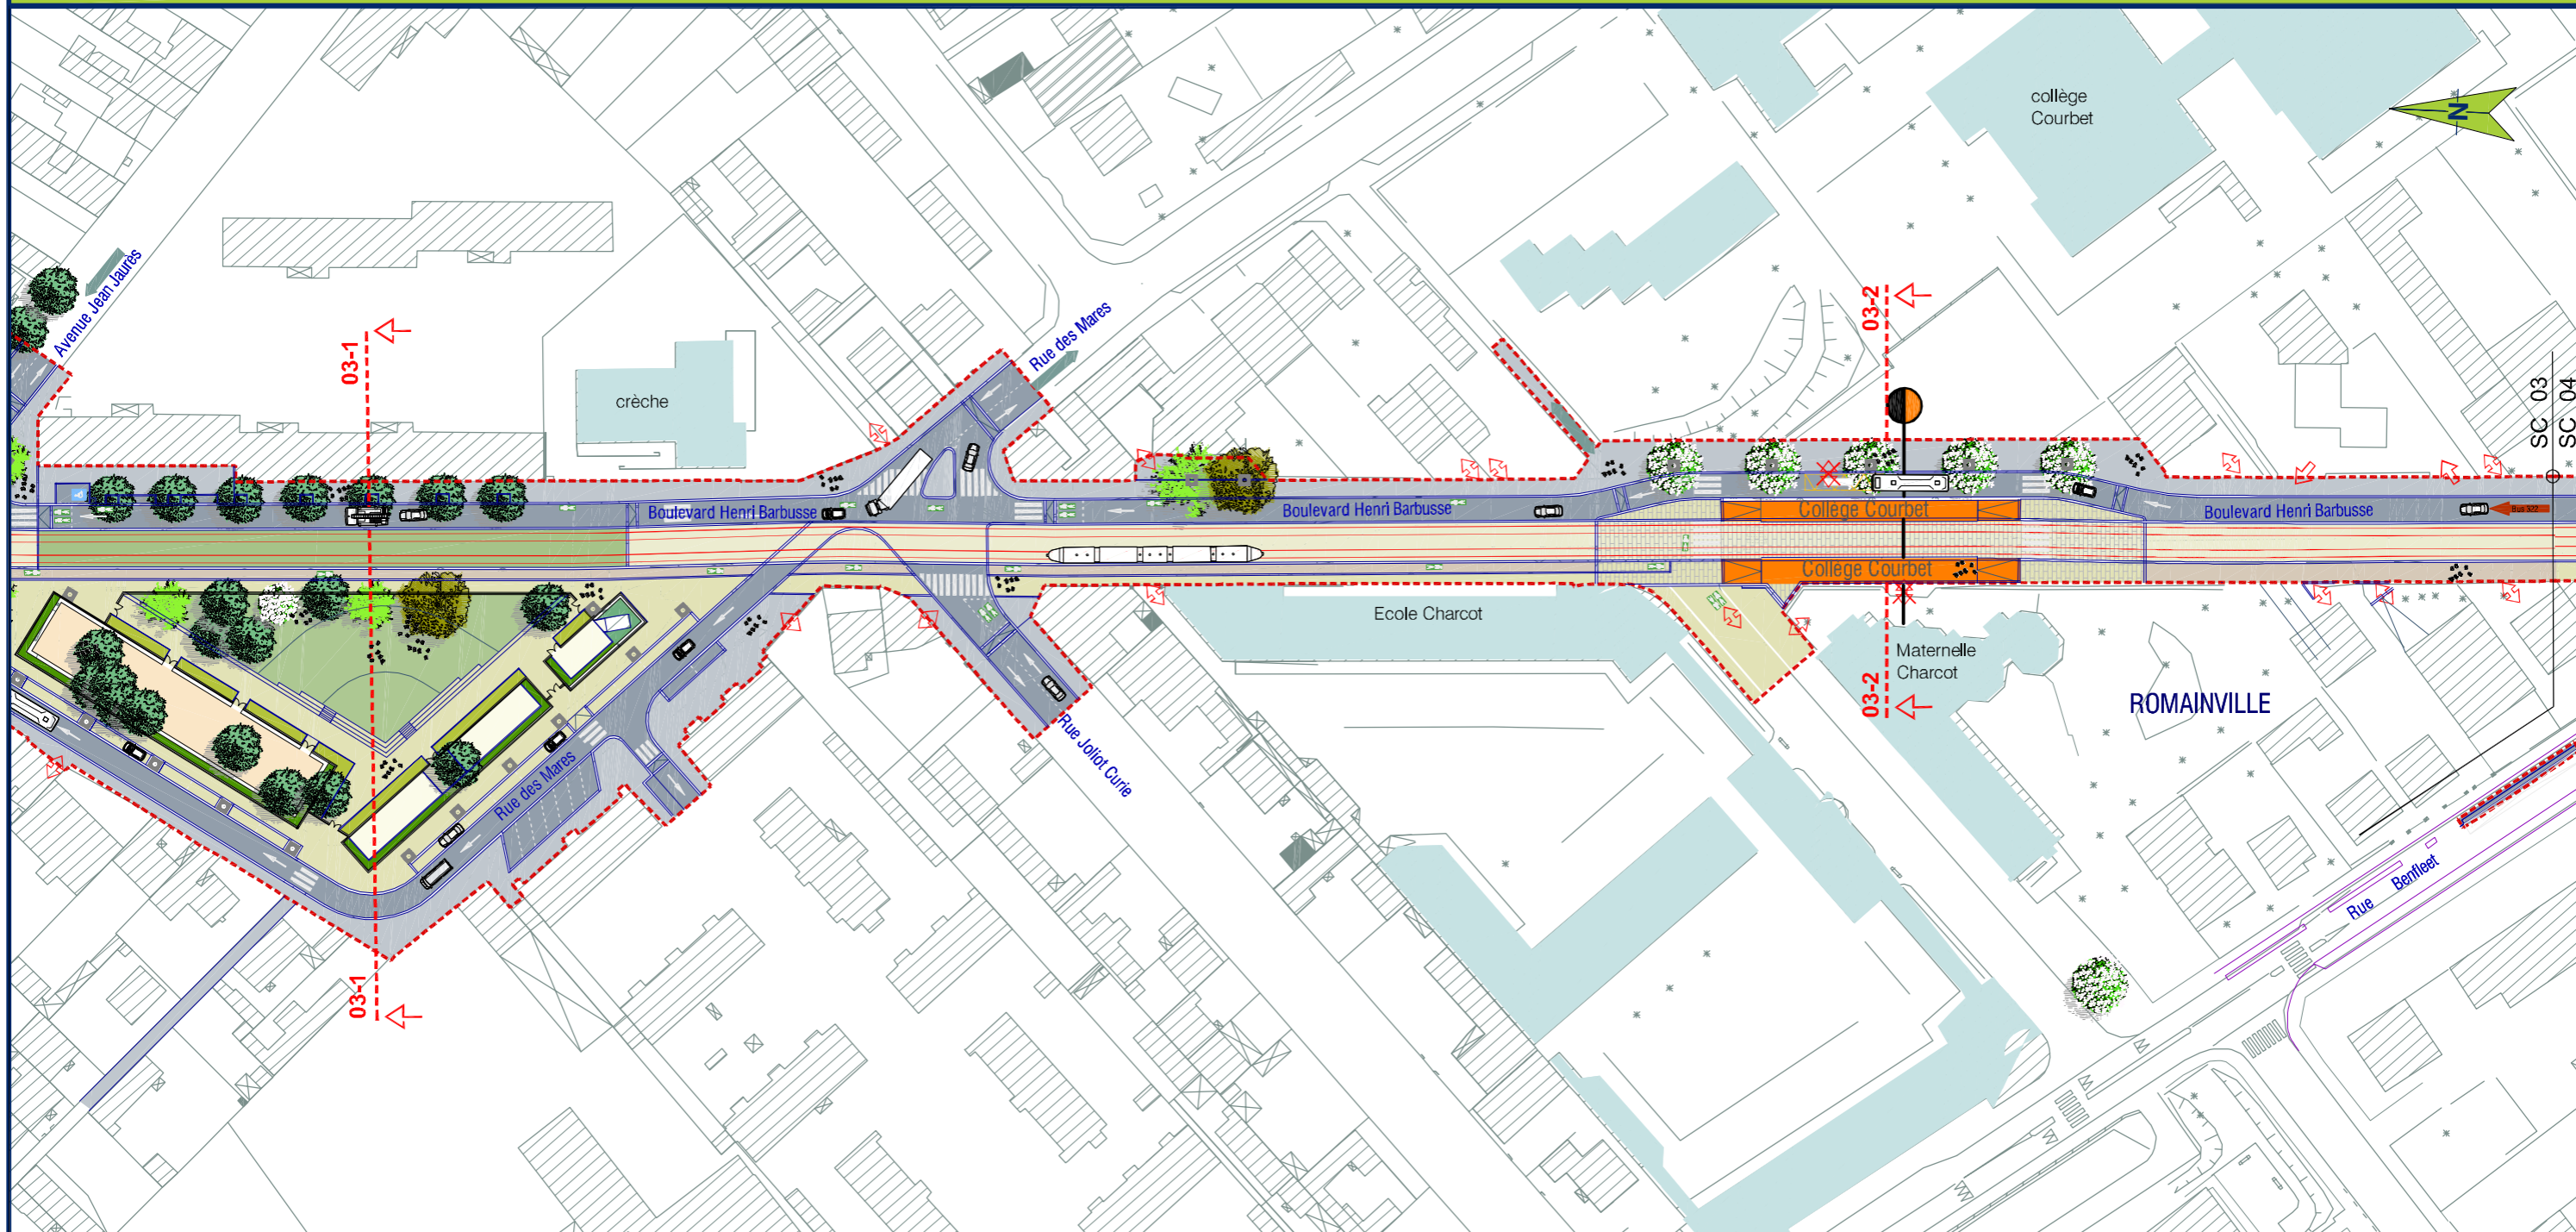 collège
Courbet
N
Avenue Jean Jaurès
03-1
crèche
Rue des Mares
03-2
SC 03
SC 04
Boulevard Henri Barbusse
Boulevard Henri Barbusse
Collège Courbet
Boulevard Henri Barbusse
Bus 322
Collège Courbet
Ecole Charcot
Maternelle
Charcot
03-2
ROMAINVILLE
Rue Joliot Curie
Rue des Mares
Rue Benfleet
03-1